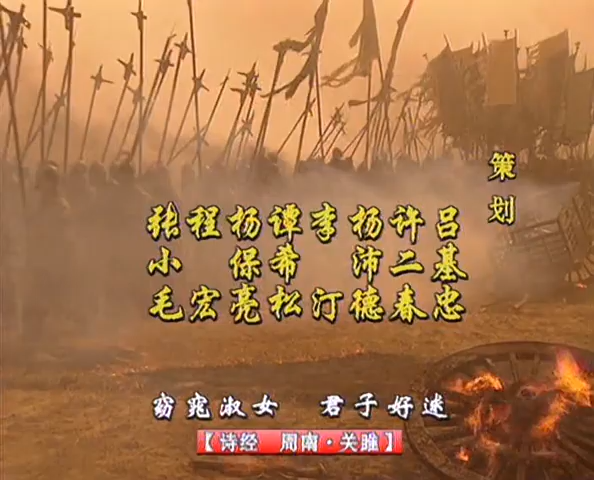 策划
吕基忠
许二春
杨沛德
李汀
谭希松
杨保亮
程宏
张小毛
窈窕淑女 君子好逑
【诗经 周南·关雎】